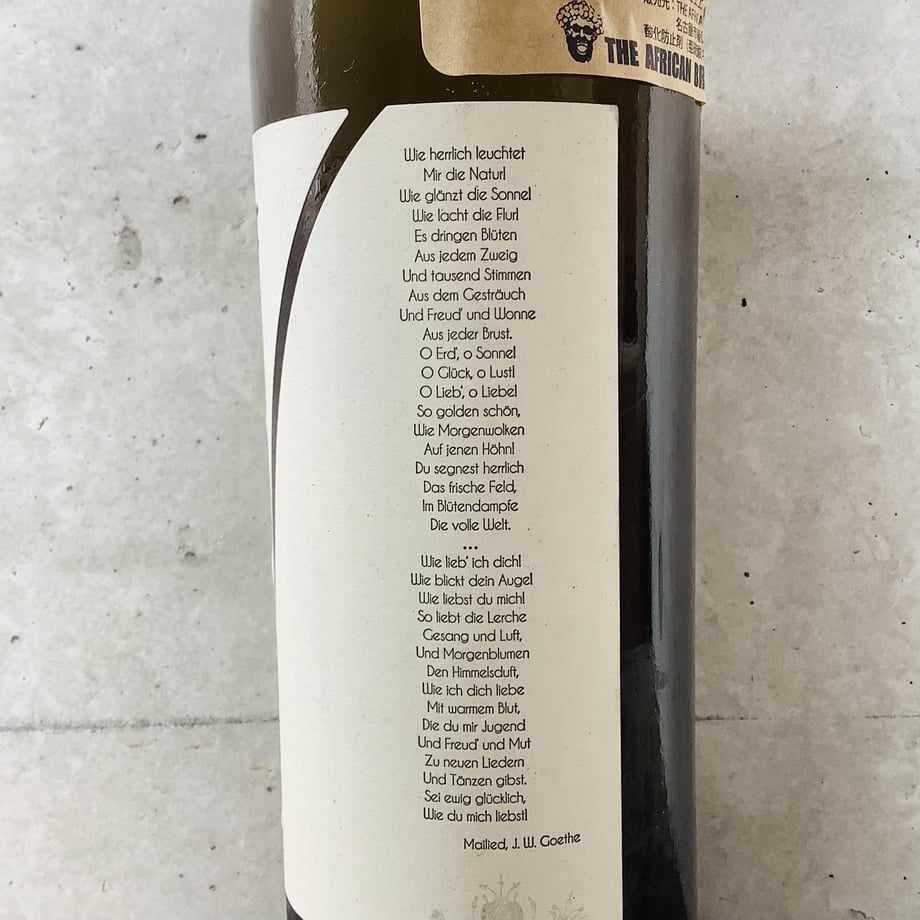 THE AFRICAN BR
酸化防止剤
Wie herrlich leuchtet
Mir die Natur!
Wie glänzt die Sonne!
Wie lacht die Flur!
Es dringen Blüten
Aus jedem Zweig
Und tausend Stimmen
Aus dem Gesträuch
Und Freud' und Wonne
Aus jeder Brust.
O Erd', o Sonne!
O Glück, o Lust!
O Lieb', o Liebe!
So golden schön,
Wie Morgenwolken
Auf jenen Höhn!
Du segnest herrlich
Das frische Feld,
Im Blütendampfe
Die volle Welt.
...
Wie lieb' ich dich!
Wie blickt dein Auge!
Wie liebst du mich!
So liebt die Lerche
Gesang und Luft,
Und Morgenblumen
Den Himmelsduft,
Wie ich dich liebe
Mit warmem Blut,
Die du mir Jugend
Und Freud' und Mut
Zu neuen Liedern
Und Tänzen gibst.
Sei ewig glücklich,
Wie du mich liebst!
Mailied, J. W. Goethe